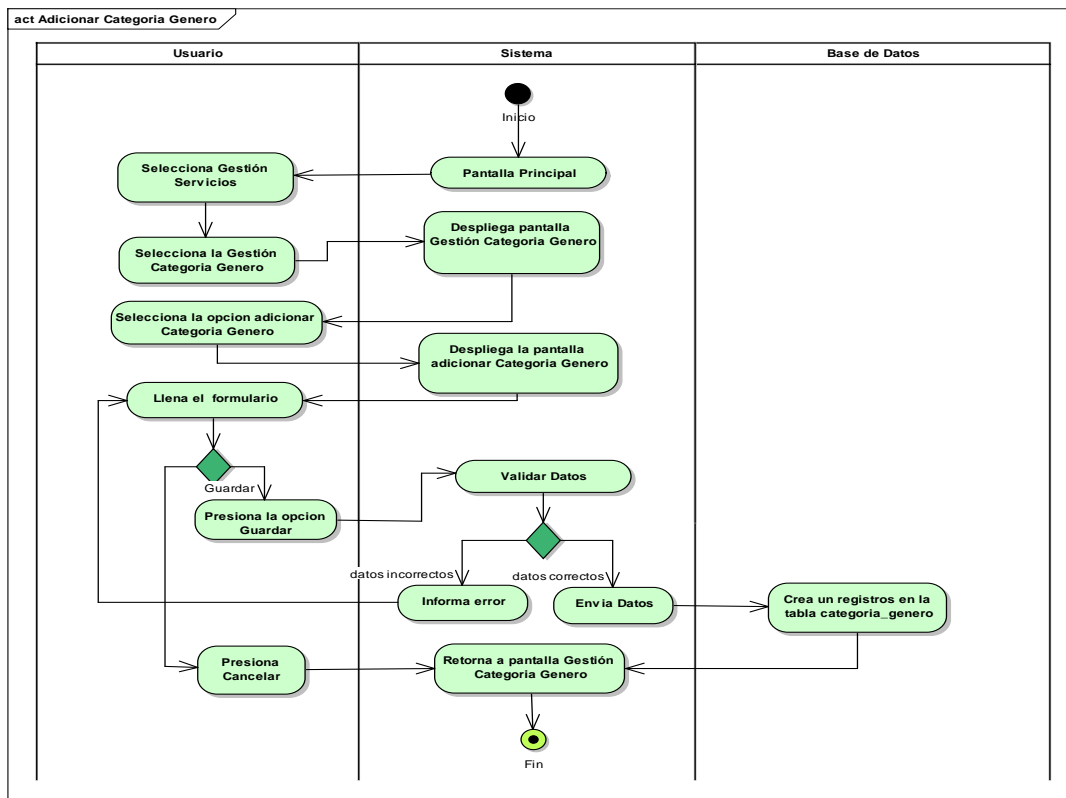 act Adicionar Categoria Genero
Usuario
Sistema
Base de Datos
Inicio
Pantalla Principal
Selecciona Gestión
Servicios
Selecciona la Gestión
Categoria Genero
Despliega pantalla
Gestión Categoria Genero
Selecciona la opcion adicionar
Categoria Genero
Despliega la pantalla
adicionar Categoria Genero
Llena el formulario
Guardar
Presiona la opcion
Guardar
Validar Datos
datos incorrectos
datos correctos
Informa error
Envia Datos
Crea un registros en la
tabla categoria_genero
Presiona
Cancelar
Retorna a pantalla Gestión
Categoria Genero
Fin